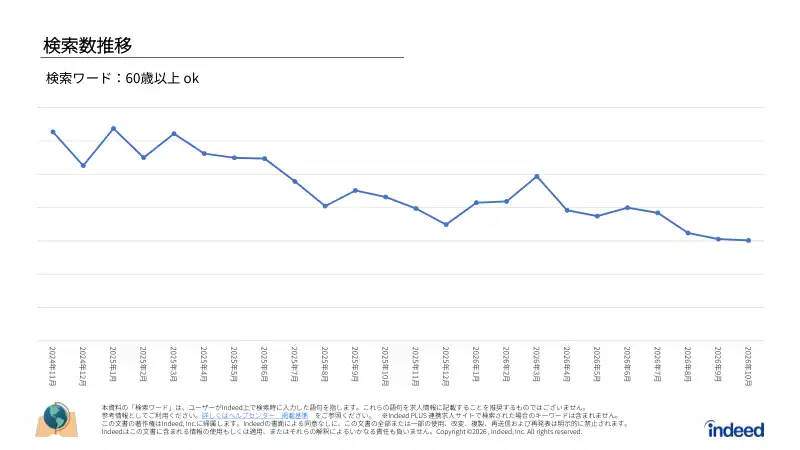 検索数推移
検索ワード：60歳以上 ok
2024年11月
2024年12月
2025年1月
2025年2月
2025年3月
2025年4月
2025年5月
2025年6月
2025年7月
2025年8月
2025年9月
2025年10月
2025年11月
2025年12月
2026年1月
2026年2月
2026年3月
2026年4月
2026年5月
2026年6月
2026年7月
2026年8月
2026年9月
2026年10月
本資料の「検索ワード」は、ユーザーがIndeed上で検索時に入力した語句を指します。これらの語句を求人情報に記載することを推奨するものではございません。
参考情報としてご利用ください。詳しくはヘルプセンター 掲載基準 をご参照ください。 ※Indeed PLUS 連携求人サイトで検索された場合のキーワードは含まれません。
この文書の著作権はIndeed, Inc.に帰属します。Indeedの書面による同意なしに、この文書の全部または一部の使用、改変、複製、再送信および再発表は明示的に禁止されます。
Indeedはこの文書に含まれる情報の使用もしくは適用、またはそれらの解釈によるいかなる責任も負いません。Copyright ©2026 , Indeed, Inc. All rights reserved.
indeed